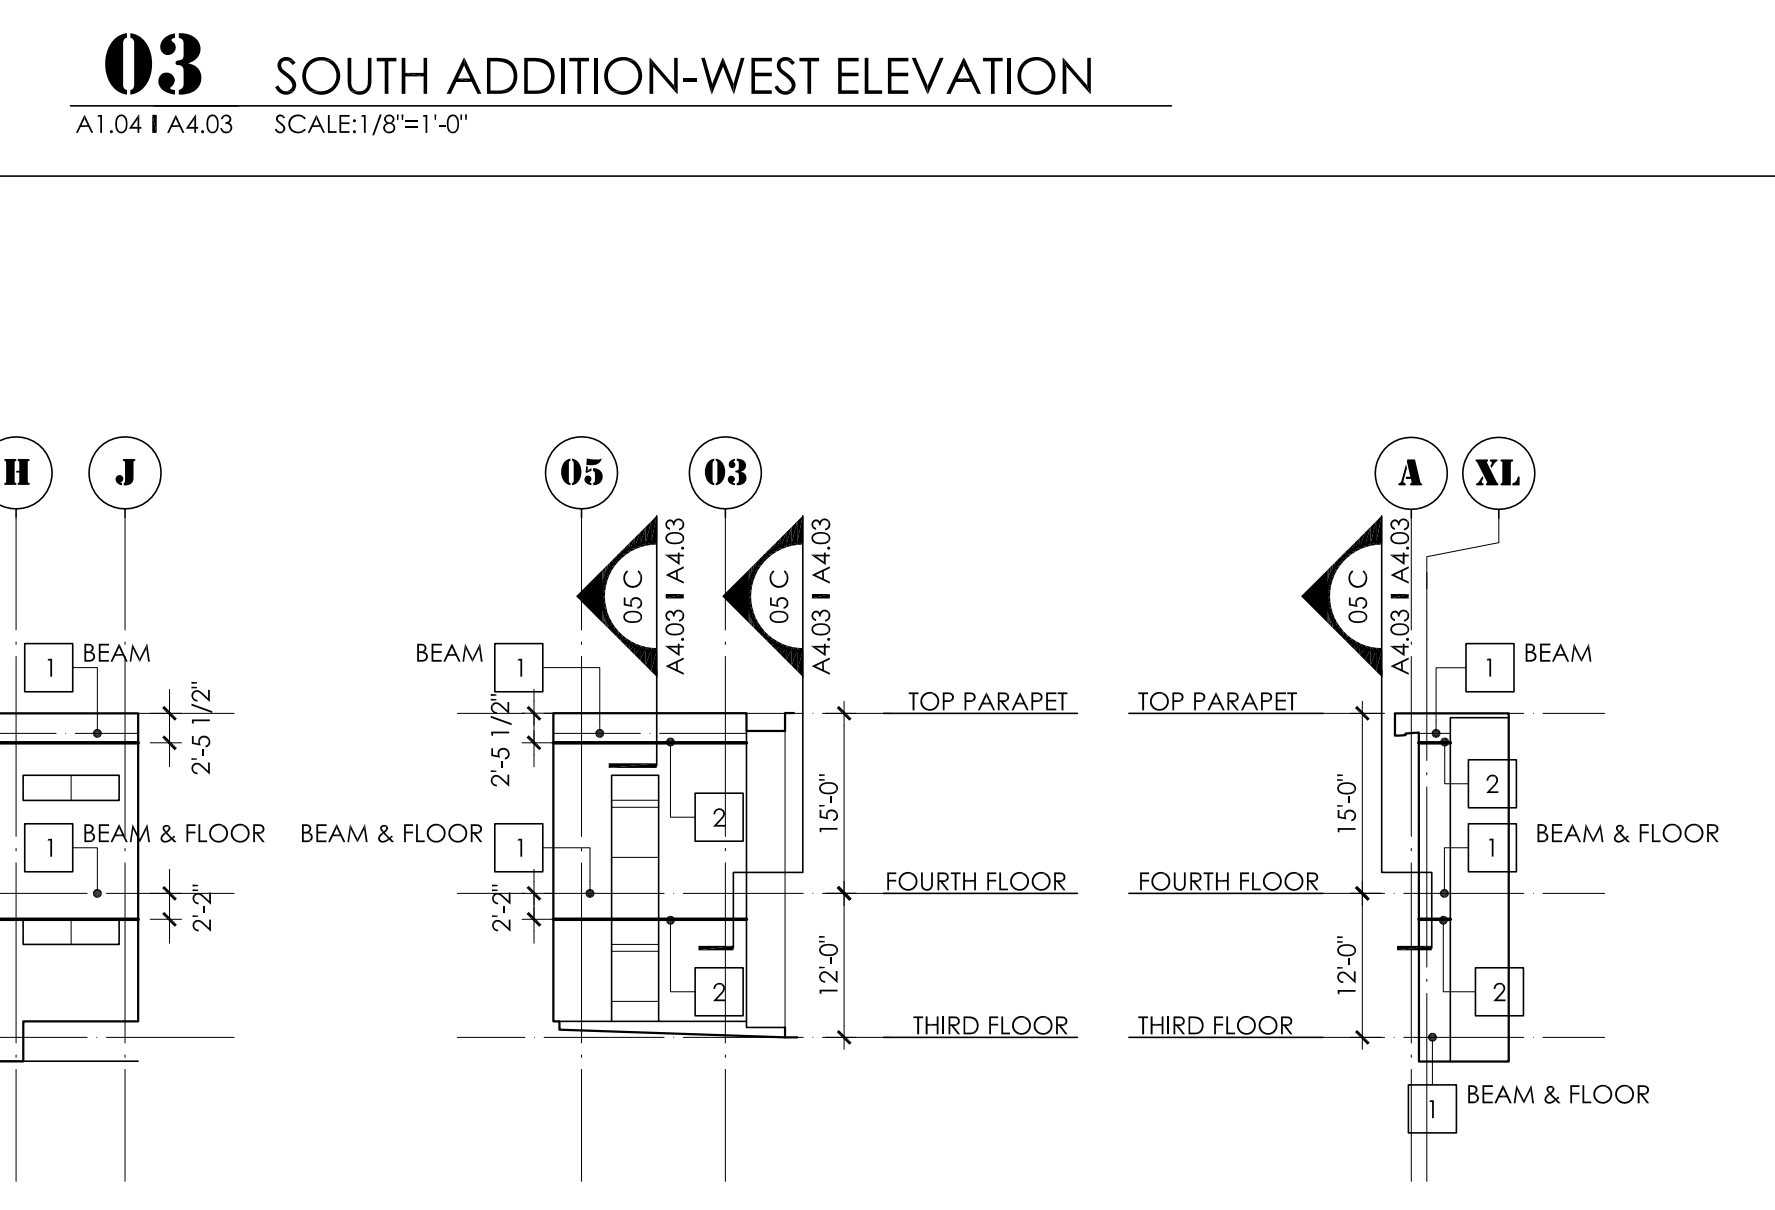 03 SOUTH ADDITION-WEST ELEVATION
A1.04 A4.03 SCALE:1/8"=1'-0"
H J 05 03 A XL
05 C
A4.03 A4.03
05 C
A4.03 A4.03
05 C
A4.03 A4.03
1 BEAM
BEAM 1
1 BEAM
2'-5 1/2"
2'-5 1/2"
TOP PARAPET
TOP PARAPET
15'-0"
15'-0"
2
2
1 BEAM & FLOOR
BEAM & FLOOR 1
1 BEAM & FLOOR
2'-2"
2'-2"
FOURTH FLOOR
FOURTH FLOOR
12'-0"
12'-0"
2
2
THIRD FLOOR
THIRD FLOOR
1 BEAM & FLOOR